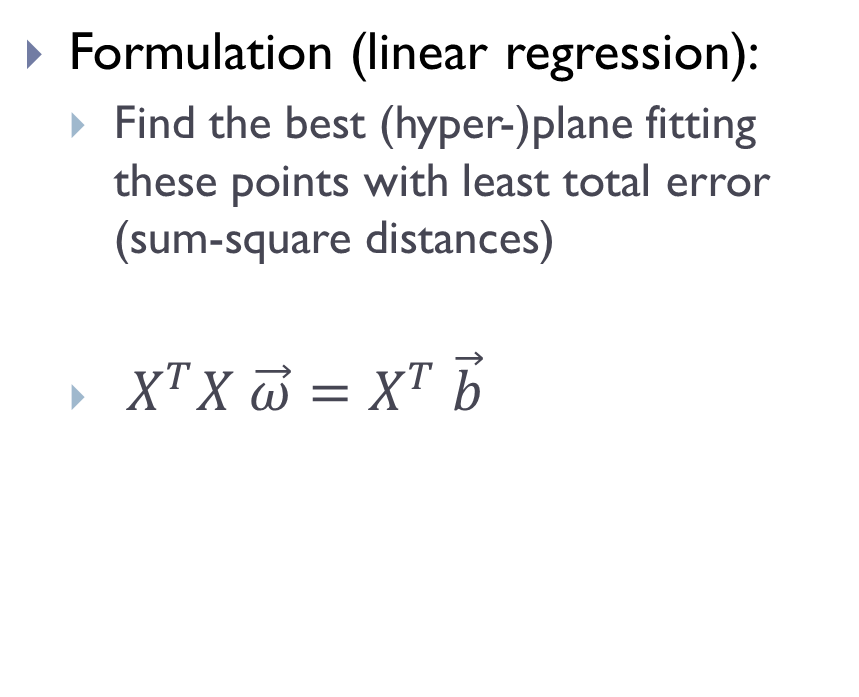 Formulation (linear regression):
Find the best (hyper-)plane fitting
these points with least total error
(sum-square distances)
𝑋ᵀ𝑋 𝜔⃗ = 𝑋ᵀ 𝑏⃗